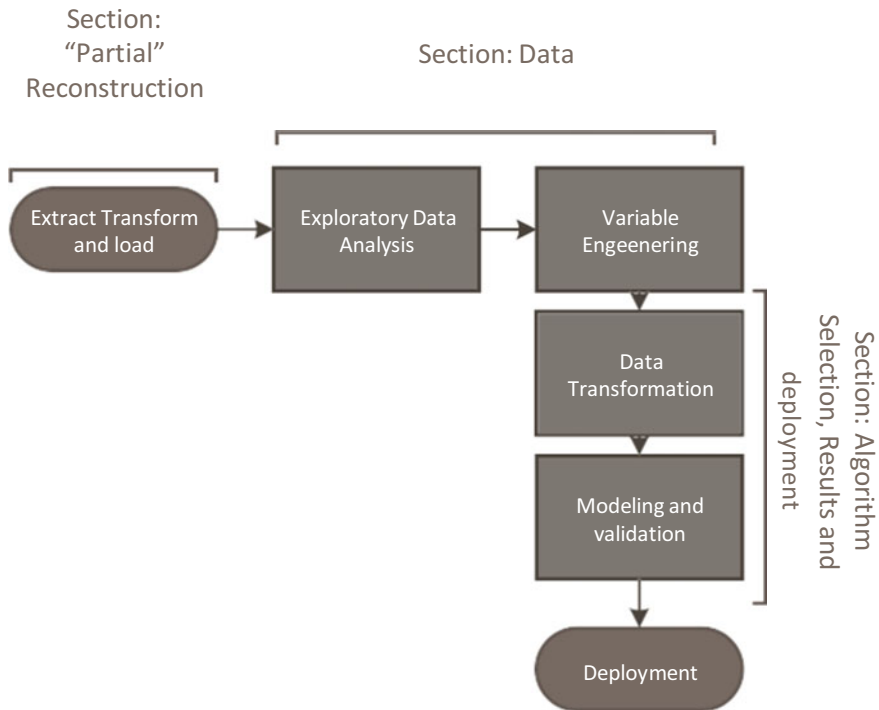 Section:
“Partial”
Reconstruction
Section: Data
Extract Transform
and load
Exploratory Data
Analysis
Variable
Engeenering
Data
Transformation
Modeling and
validation
Deployment
Section: Algorithm
Selection, Results and
deployment